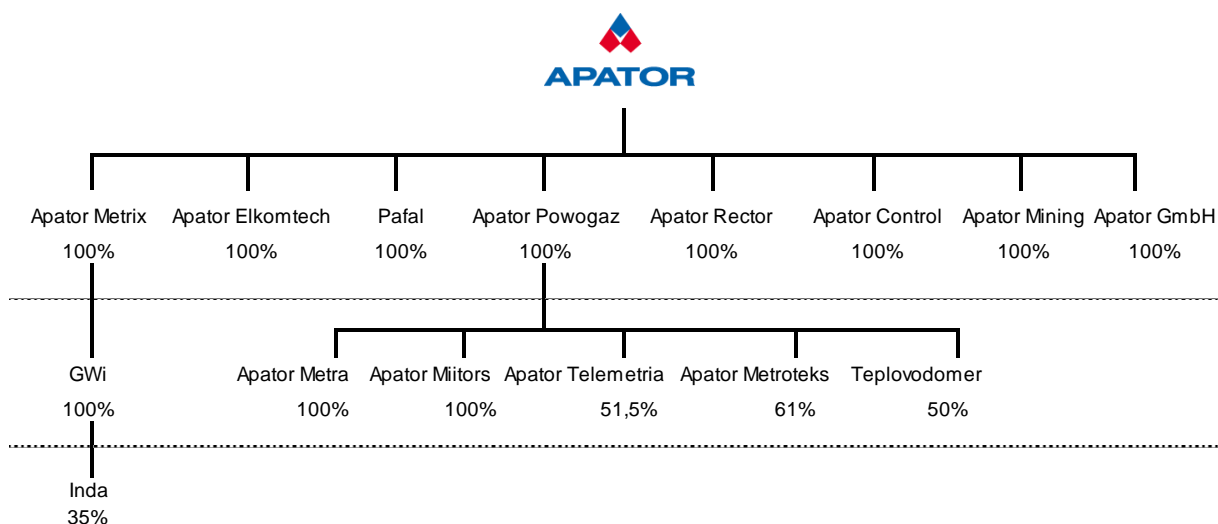 APATOR
Apator Metrix Apator Elkomtech Pafal Apator Powogaz Apator Rector Apator Control Apator Mining Apator GmbH
100% 100% 100% 100% 100% 100% 100% 100%
GWi Apator Metra Apator Miitors Apator Telemetria Apator Metroteks Teplovodomer
100% 100% 100% 51,5% 61% 50%
Inda
35%